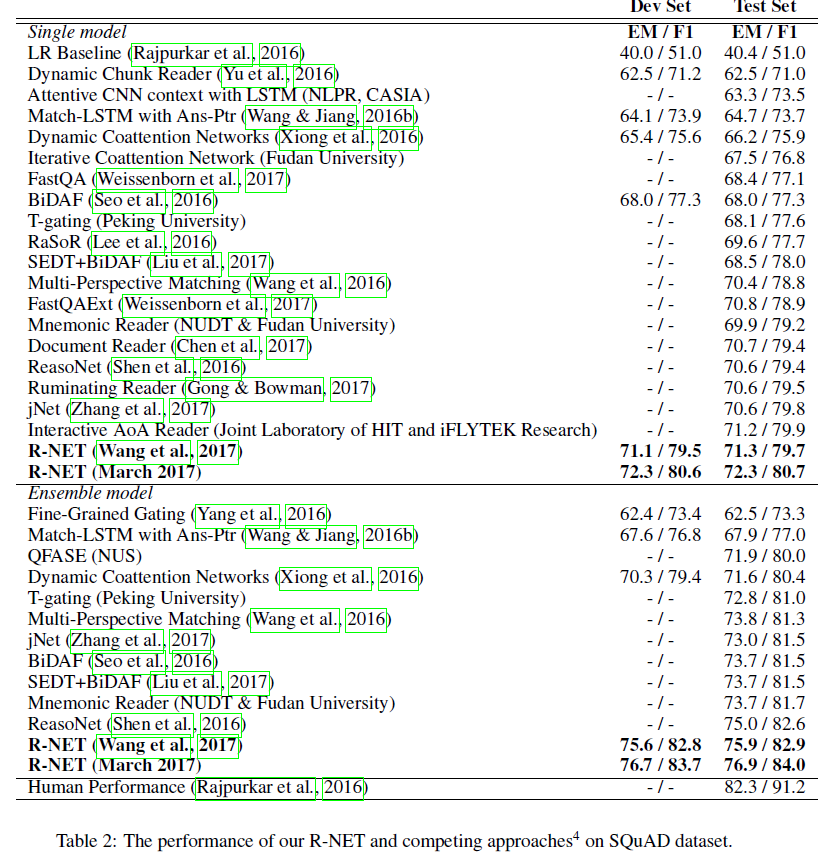 Dev Set Test Set
Single model EM / F1 EM / F1
LR Baseline (Rajpurkar et al., 2016) 40.0 / 51.0 40.4 / 51.0
Dynamic Chunk Reader (Yu et al., 2016) 62.5 / 71.2 62.5 / 71.0
Attentive CNN context with LSTM (NLPR, CASIA) - / - 63.3 / 73.5
Match-LSTM with Ans-Ptr (Wang & Jiang, 2016b) 64.1 / 73.9 64.7 / 73.7
Dynamic Coattention Networks (Xiong et al., 2016) 65.4 / 75.6 66.2 / 75.9
Iterative Coattention Network (Fudan University) - / - 67.5 / 76.8
FastQA (Weissenborn et al., 2017) - / - 68.4 / 77.1
BiDAF (Seo et al., 2016) 68.0 / 77.3 68.0 / 77.3
T-gating (Peking University) - / - 68.1 / 77.6
RaSoR (Lee et al., 2016) - / - 69.6 / 77.7
SEDT+BiDAF (Liu et al., 2017) - / - 68.5 / 78.0
Multi-Perspective Matching (Wang et al., 2016) - / - 70.4 / 78.8
FastQAExt (Weissenborn et al., 2017) - / - 70.8 / 78.9
Mnemonic Reader (NUDT & Fudan University) - / - 69.9 / 79.2
Document Reader (Chen et al., 2017) - / - 70.7 / 79.4
ReasoNet (Shen et al., 2016) - / - 70.6 / 79.4
Ruminating Reader (Gong & Bowman, 2017) - / - 70.6 / 79.5
jNet (Zhang et al., 2017) - / - 70.6 / 79.8
Interactive AoA Reader (Joint Laboratory of HIT and iFLYTEK Research) - / - 71.2 / 79.9
R-NET (Wang et al., 2017) 71.1 / 79.5 71.3 / 79.7
R-NET (March 2017) 72.3 / 80.6 72.3 / 80.7
Ensemble model
Fine-Grained Gating (Yang et al., 2016) 62.4 / 73.4 62.5 / 73.3
Match-LSTM with Ans-Ptr (Wang & Jiang, 2016b) 67.6 / 76.8 67.9 / 77.0
QFASE (NUS) - / - 71.9 / 80.0
Dynamic Coattention Networks (Xiong et al., 2016) 70.3 / 79.4 71.6 / 80.4
T-gating (Peking University) - / - 72.8 / 81.0
Multi-Perspective Matching (Wang et al., 2016) - / - 73.8 / 81.3
jNet (Zhang et al., 2017) - / - 73.0 / 81.5
BiDAF (Seo et al., 2016) - / - 73.7 / 81.5
SEDT+BiDAF (Liu et al., 2017) - / - 73.7 / 81.5
Mnemonic Reader (NUDT & Fudan University) - / - 73.7 / 81.7
ReasoNet (Shen et al., 2016) - / - 75.0 / 82.6
R-NET (Wang et al., 2017) 75.6 / 82.8 75.9 / 82.9
R-NET (March 2017) 76.7 / 83.7 76.9 / 84.0
Human Performance (Rajpurkar et al., 2016) - / - 82.3 / 91.2
Table 2: The performance of our R-NET and competing approaches⁴ on SQuAD dataset.